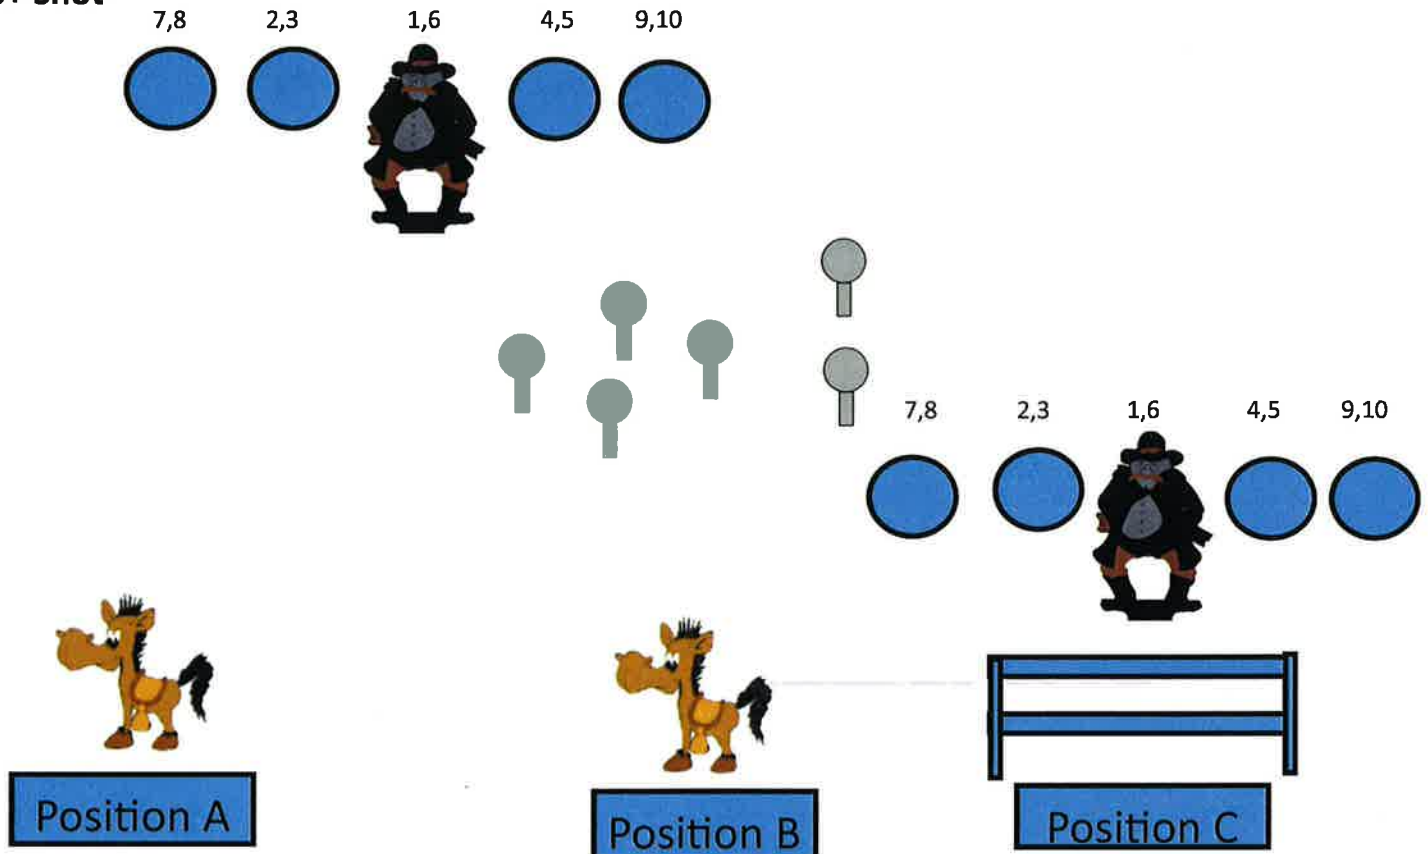 shot
7,8 2,3 1,6 4,5 9,10
7,8 2,3 1,6 4,5 9,10
Position A
Position B
Position C